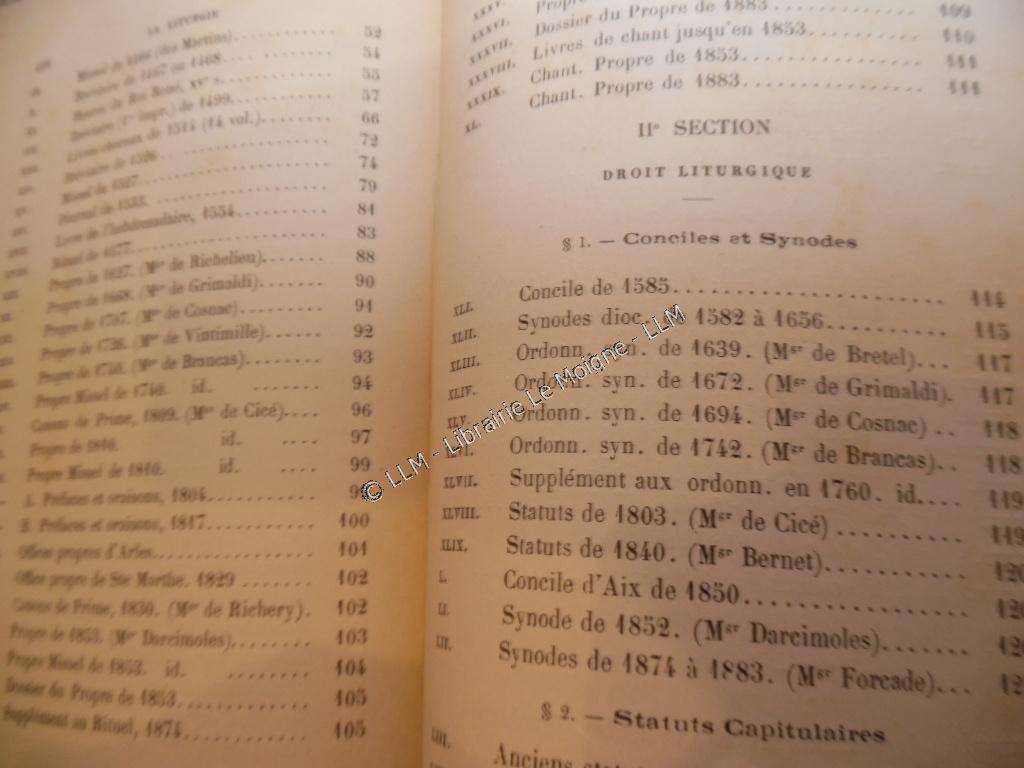 LA LITURGIE
Missel de 1466 (des Martins) 52
Bréviaire de 1467 ou 1468 54
Heures du Roi René, XVe s. 55
Bréviaire (1er impr.) de 1499 57
Livres choraux de 1514 (14 vol.) 66
Bréviaire de 1526 72
Missel de 1527 74
Diurnal de 1533 79
Livre de l'hebdomadaire, 1554 81
Rituel de 1577 83
Propre de 1627. (Mgr de Richelieu) 88
Propre de 1668. (Mgr de Grimaldi) 90
Propre de 1707. (Mgr de Cosnac) 91
Propre de 1736. (Mgr de Vintimille) 92
Propre de 1740. (Mgr de Brancas) 93
Propre Missel de 1740. id. 94
Canons de Prime, 1809. (Mgr de Cicé) 96
Propre de 1840. id. 97
Propre Missel de 1840. id. 99
A. Préfaces et oraisons, 1804
B. Préfaces et oraisons, 1817 100
Offices propres d'Arles 101
Office propre de Ste Marthe. 1829 102
Canons de Prime, 1830. (Mgr de Richery). 102
Propre de 1853. (Mgr Darcimoles) 103
Propre Missel de 1853. id. 104
Dossier du Propre de 1853 105
Supplément au Rituel, 1874 105
XXXV. Propre
XXXVI. Dossier du Propre de 1883 109
XXXVII. Livres de chant jusqu'en 1853 110
XXXVIII. Chant. Propre de 1853 111
XXXIX. Chant. Propre de 1883 111
XL.
IIe SECTION
DROIT LITURGIQUE
§ 1. — Conciles et Synodes
XLI. Concile de 1585 114
XLII. Synodes dioc. 1582 à 1656 115
XLIII. Ordonn. syn. de 1639. (Mgr de Bretel) 117
XLIV. Ordonn. syn. de 1672. (Mgr de Grimaldi). 117
XLV. Ordonn. syn. de 1694. (Mgr de Cosnac) 118
Ordonn. syn. de 1742. (Mgr de Brancas) 118
XLVII. Supplément aux ordonn. en 1760. id. 119
XLVIII. Statuts de 1803. (Mgr de Cicé) 119
XLIX. Statuts de 1840. (Mgr Bernet) 120
L. Concile d'Aix de 1850
LI. Synode de 1852. (Mgr Darcimoles)
LII. Synodes de 1874 à 1883. (Mgr Forcade)
§ 2. — Statuts Capitulaires
LIII. Anciens
© LLM - Librairie Le Moigne - LLM